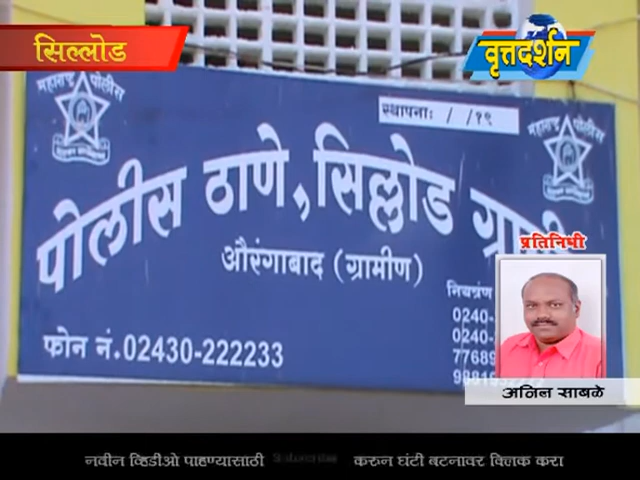 सिल्लोड
वृत्तदर्शन
महाराष्ट्र पोलीस
स्थापनाः / /१९
महाराष्ट्र पोलीस
पोलीस ठाणे, सिल्लोड
औरंगाबाद (ग्रामीण)
प्रतिनिधी
नियंत्रण
0240-
0240-
77689
फोन नं.02430-222233
अनिल साबळे
नवीन व्हिडीओ पाहण्यासाठी
करुन घंटी बटनावर क्लिक करा